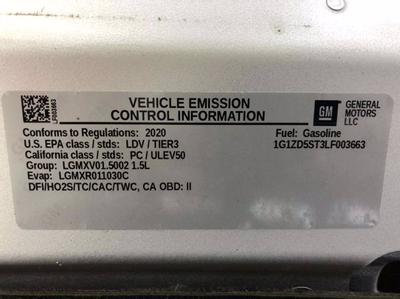 LF003663
VEHICLE EMISSION
CONTROL INFORMATION
GM
GENERAL
MOTORS
LLC
Conforms to Regulations: 2020
Fuel: Gasoline
U.S. EPA class / stds: LDV / TIER3
1G1ZD5ST3LF003663
California class / stds: PC / ULEV50
Group: LGMXV01.5002 1.5L
Evap: LGMXR011030C
DFI/HO2S/TC/CAC/TWC, CA OBD: II